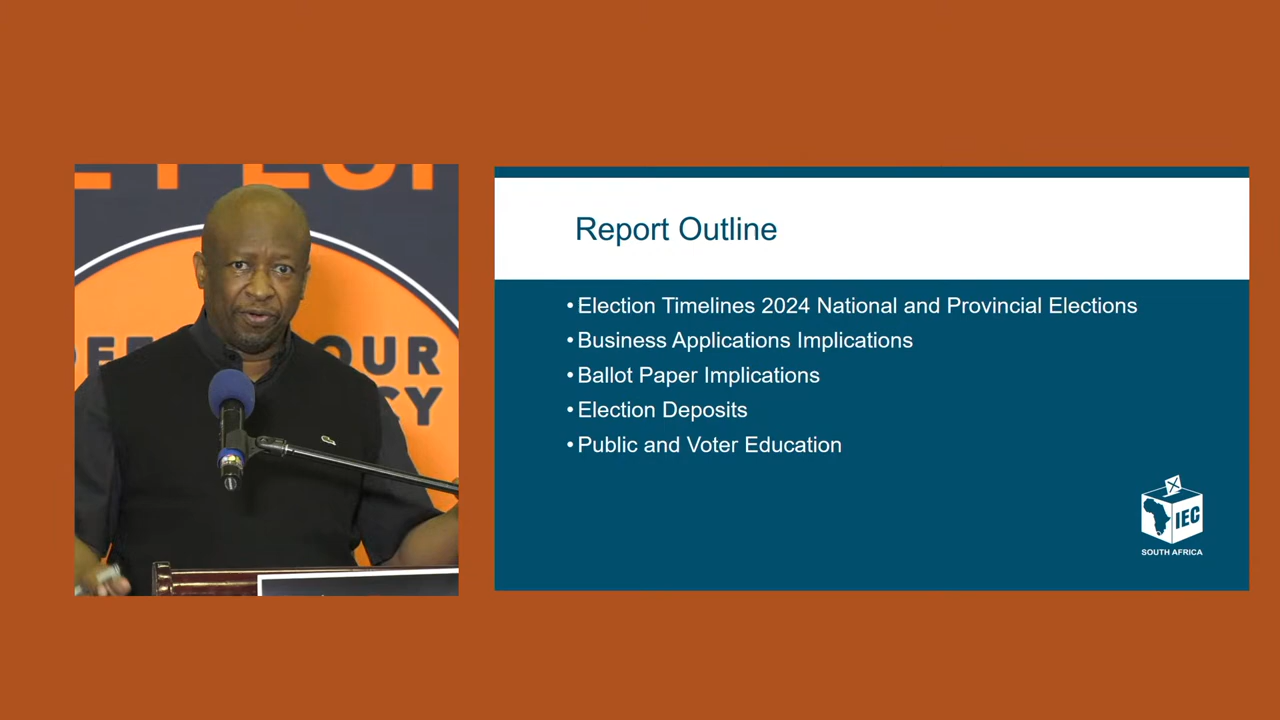 OUR
CY
Report Outline
•Election Timelines 2024 National and Provincial Elections
•Business Applications Implications
•Ballot Paper Implications
•Election Deposits
•Public and Voter Education
IEC
SOUTH AFRICA